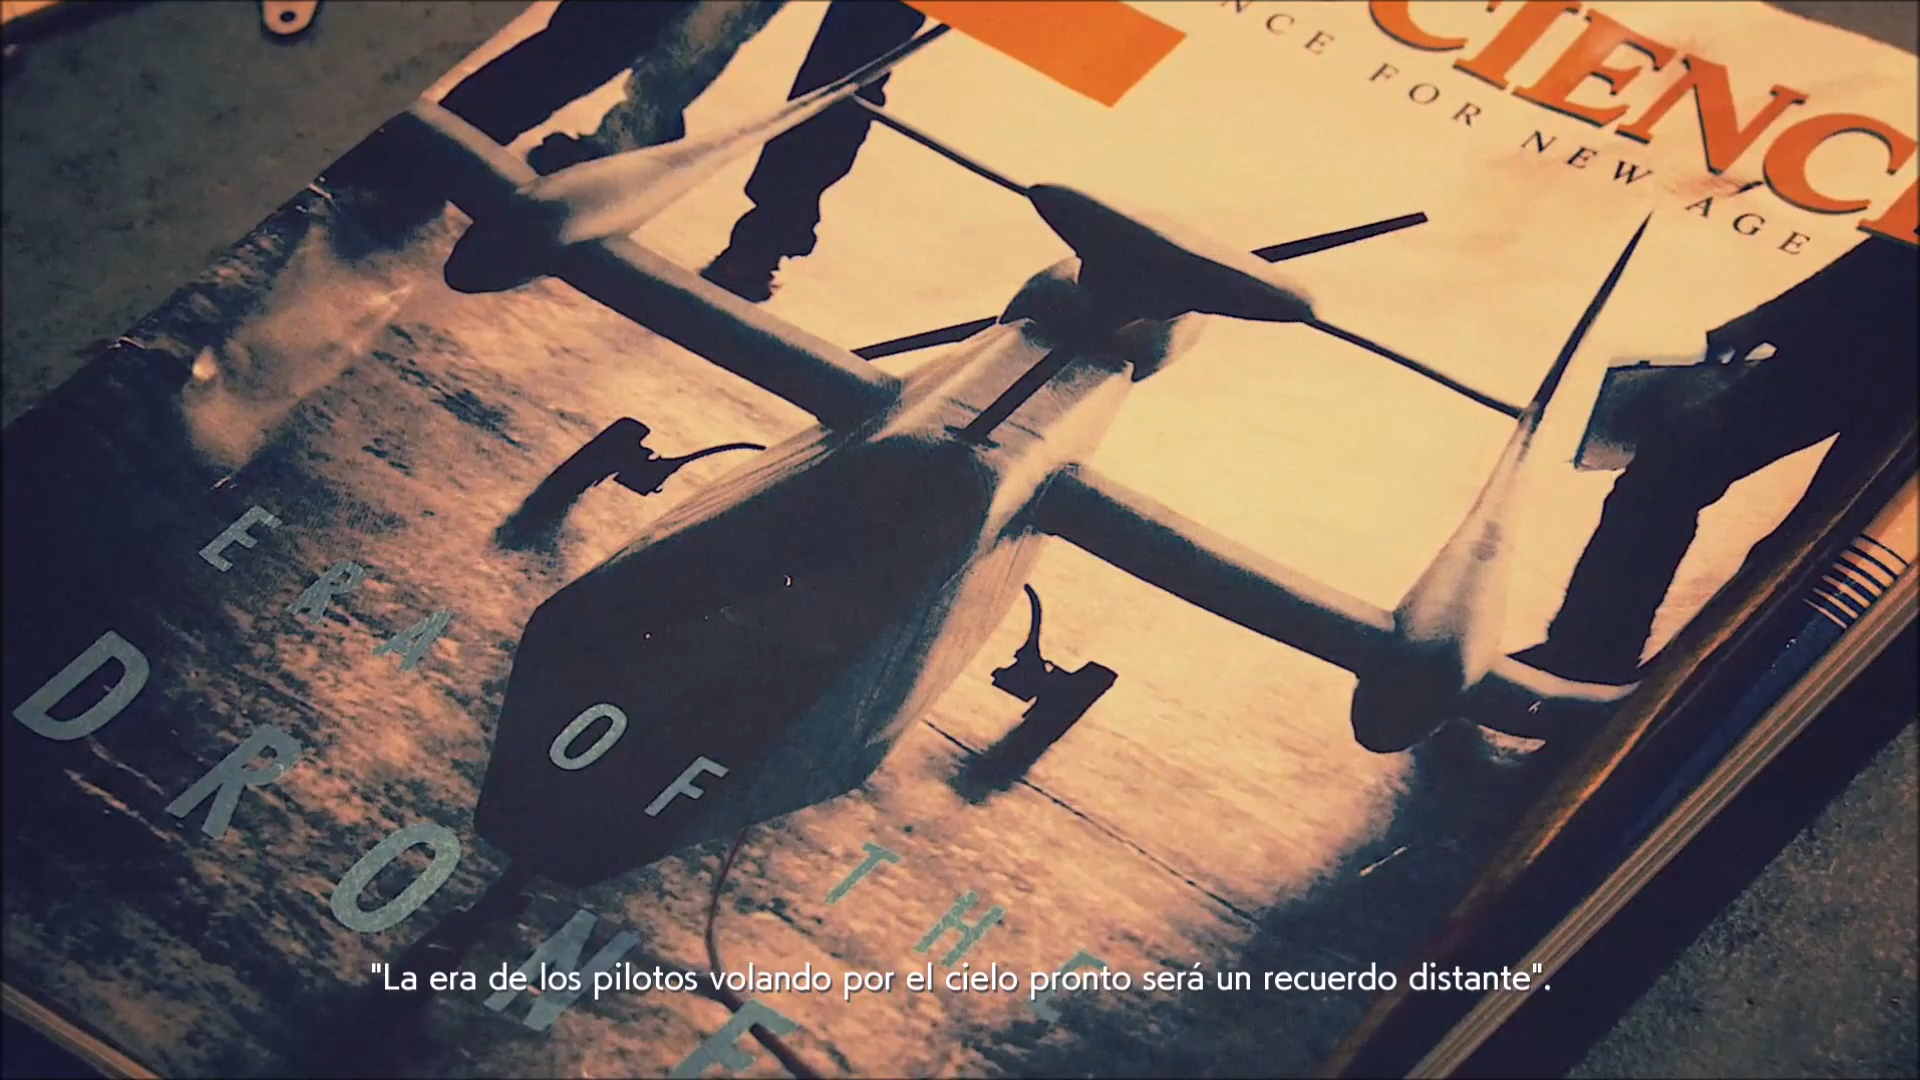 CIENC
NCE FOR NEW AGE
ERA OF THE
DRONE
"La era de los pilotos volando por el cielo pronto será un recuerdo distante".